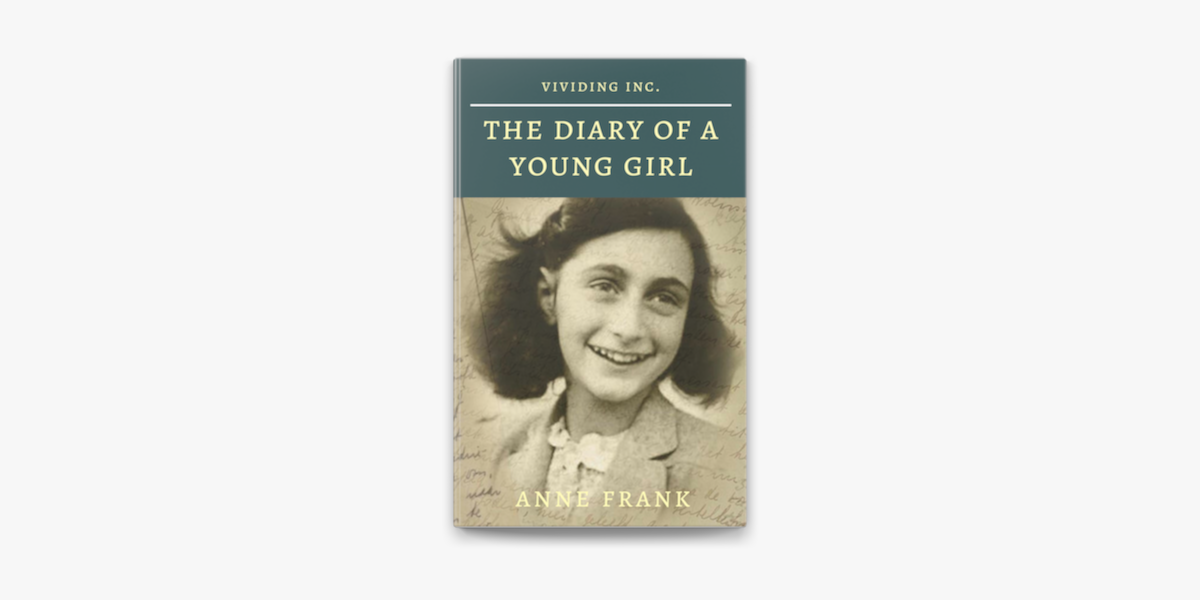 VIVIDING INC.
THE DIARY OF A
YOUNG GIRL
ANNE FRANK